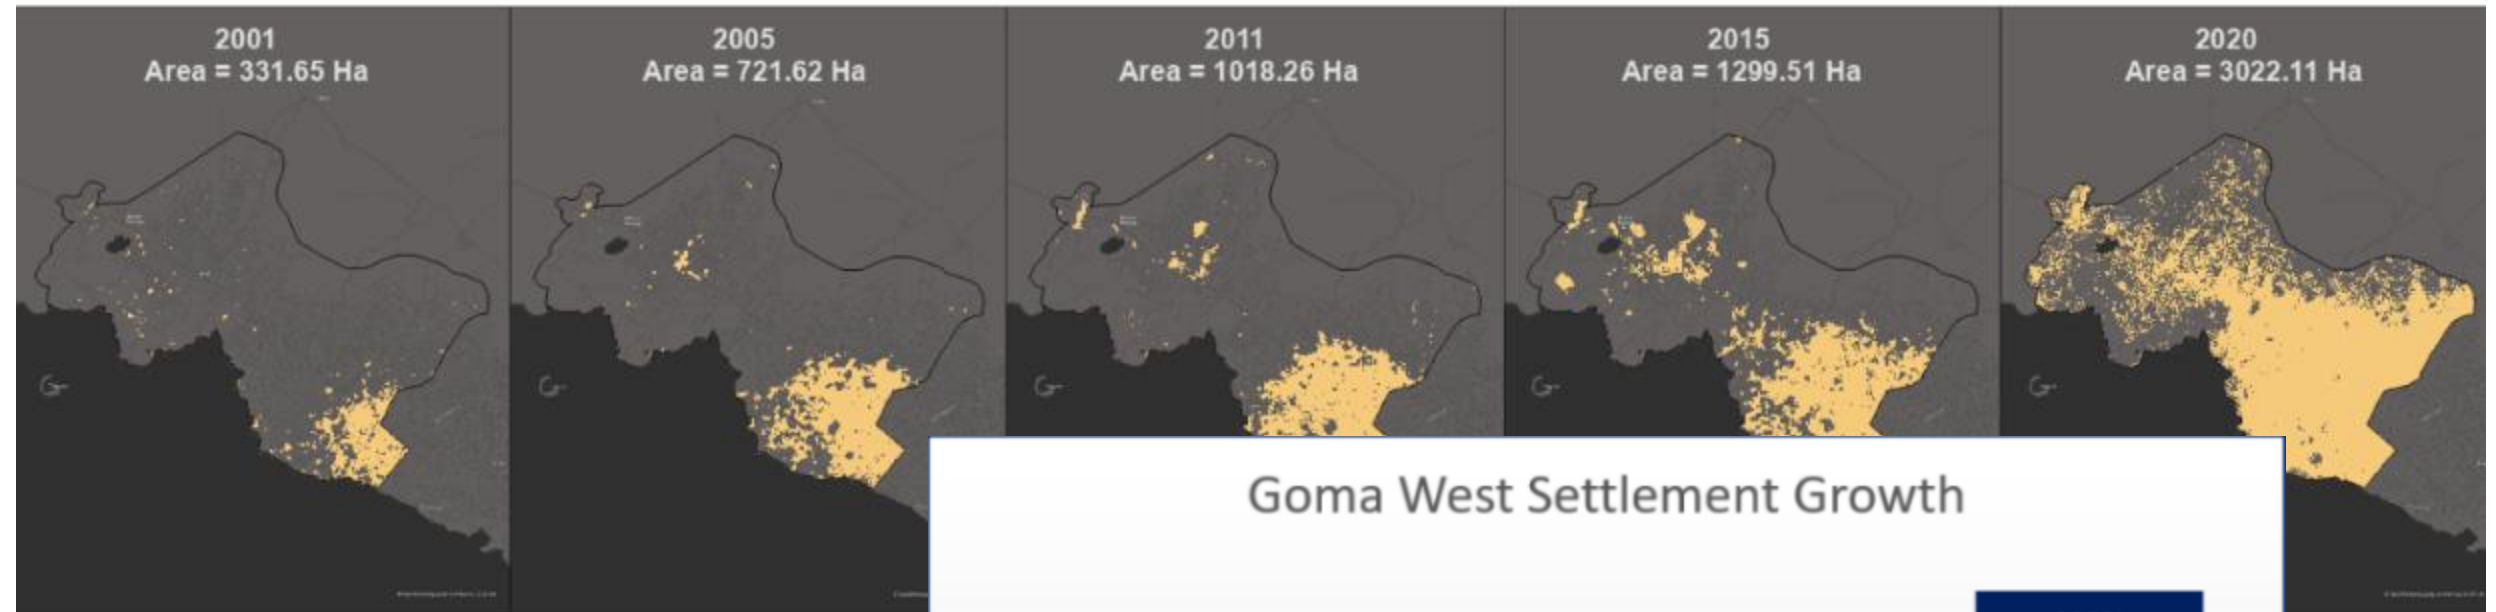 2001
Area = 331.65 Ha
2005
Area = 721.62 Ha
2011
Area = 1018.26 Ha
2015
Area = 1299.51 Ha
2020
Area = 3022.11 Ha
Goma West Settlement Growth